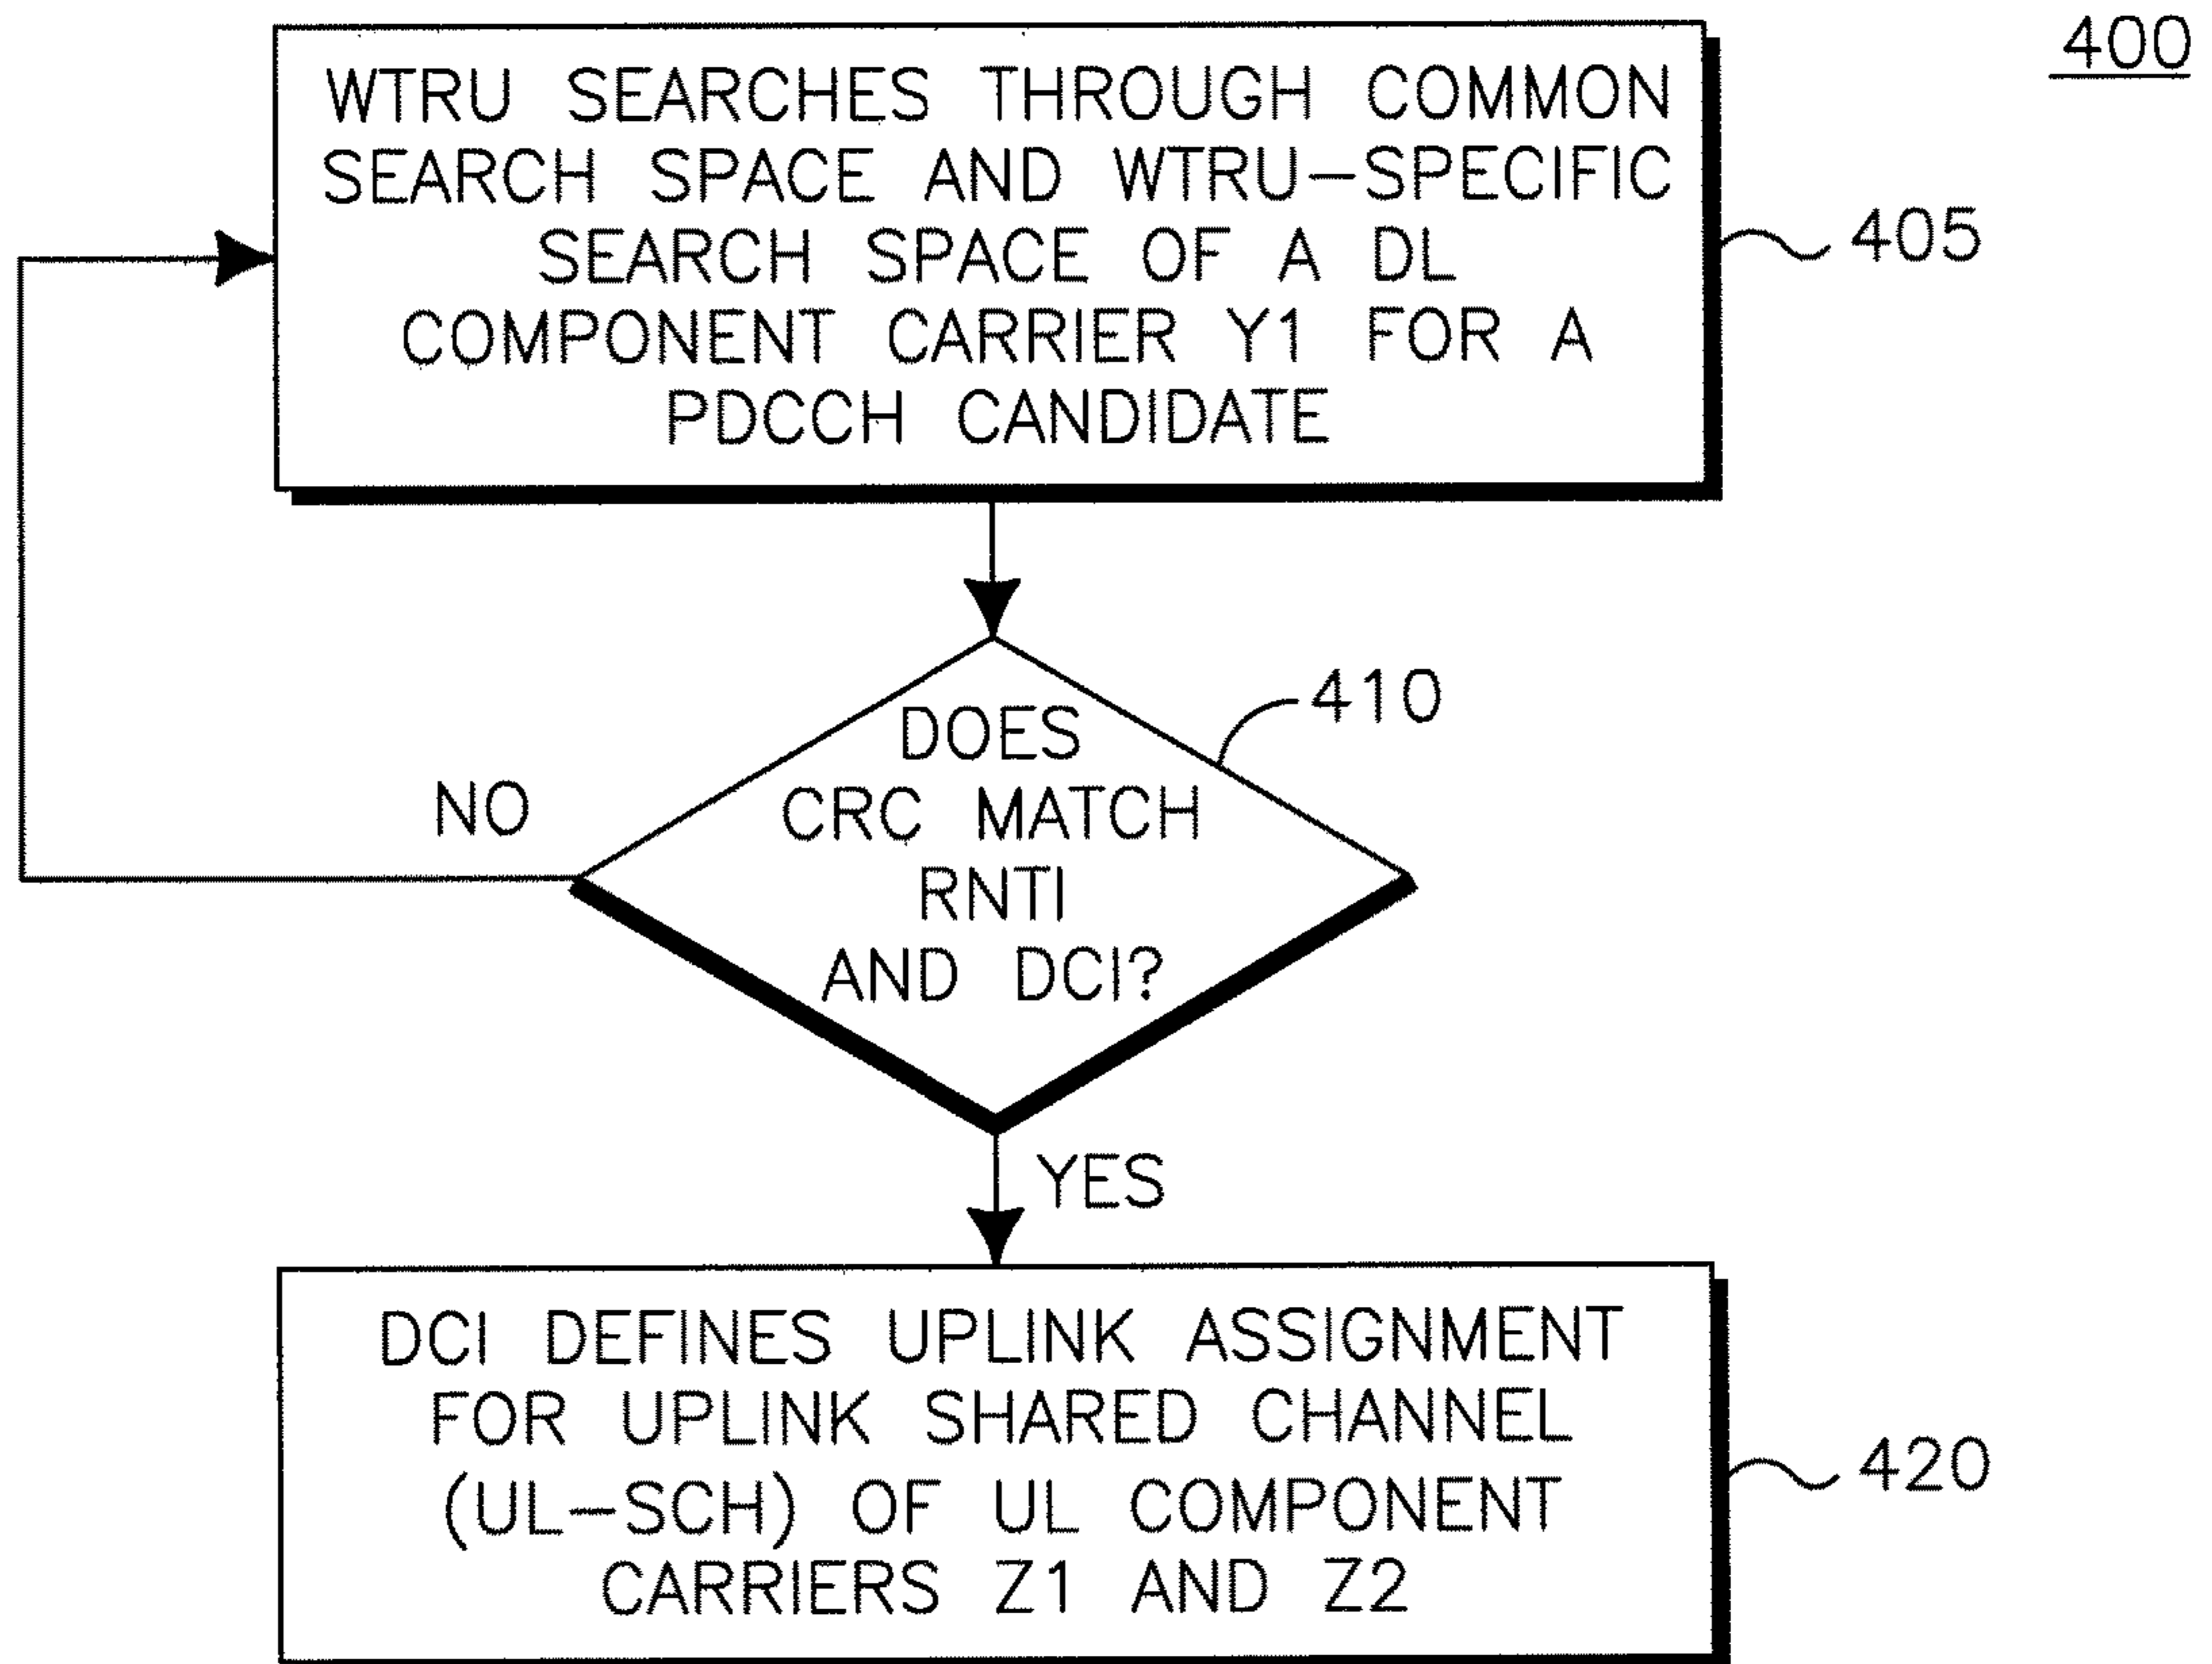 400
WTRU SEARCHES THROUGH COMMON
SEARCH SPACE AND WTRU-SPECIFIC
SEARCH SPACE OF A DL
COMPONENT CARRIER Y1 FOR A
PDCCH CANDIDATE
405
DOES
CRC MATCH
RNTI
AND DCI?
410
NO
YES
DCI DEFINES UPLINK ASSIGNMENT
FOR UPLINK SHARED CHANNEL
(UL-SCH) OF UL COMPONENT
CARRIERS Z1 AND Z2
420